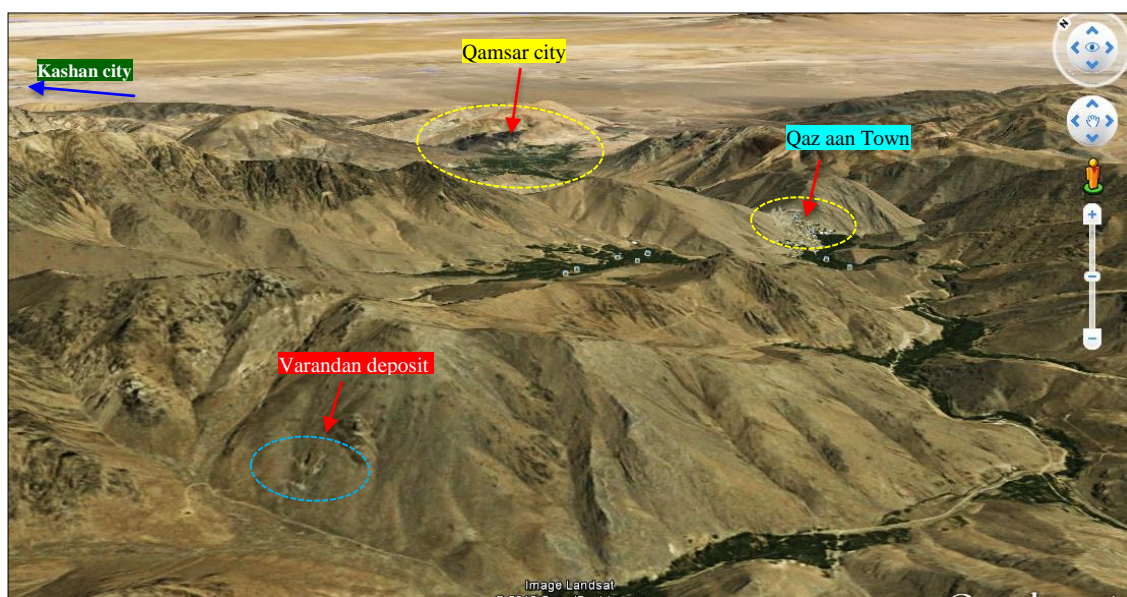 Qamsar city
Kashan city
Qaz aan Town
Varandan deposit
N
Image Landsat